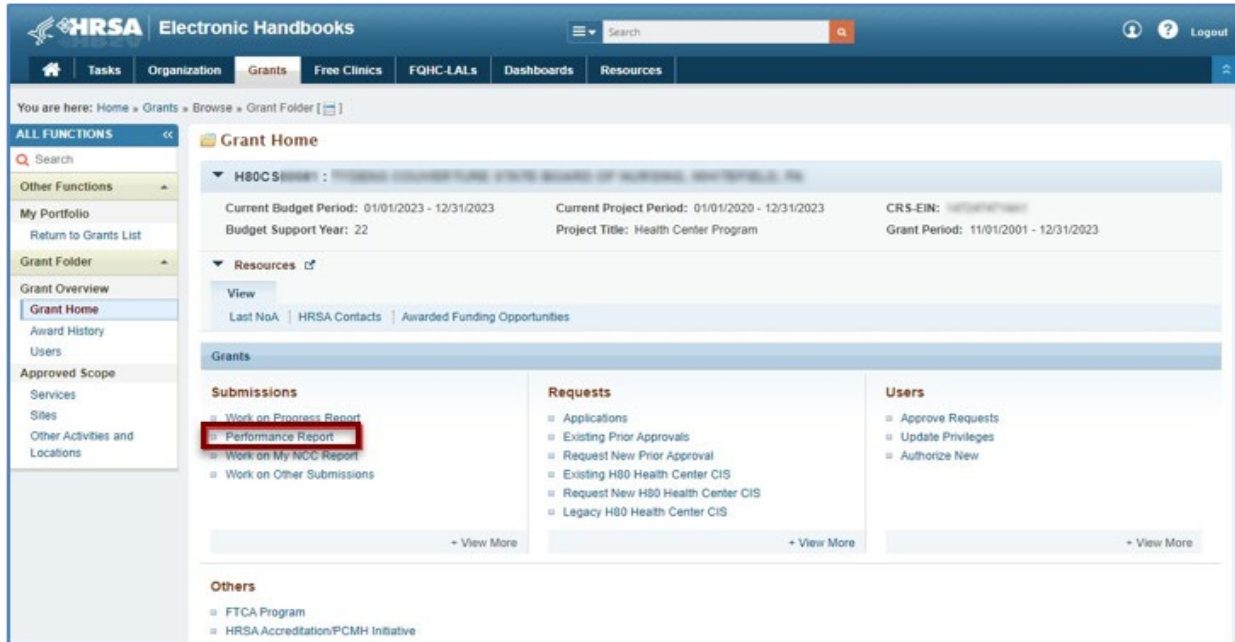 HRSA Electronic Handbooks
Search
Logout
Tasks Organization Grants Free Clinics FQHC-LALs Dashboards Resources
You are here: Home » Grants » Browse » Grant Folder [ ]
ALL FUNCTIONS «
Search
Other Functions
My Portfolio
Return to Grants List
Grant Folder
Grant Overview
Grant Home
Award History
Users
Approved Scope
Services
Sites
Other Activities and
Locations
Grant Home
H80CS :
Current Budget Period: 01/01/2023 - 12/31/2023 Current Project Period: 01/01/2020 - 12/31/2023 CRS-EIN:
Budget Support Year: 22 Project Title: Health Center Program Grant Period: 11/01/2001 - 12/31/2023
Resources
View
Last NoA | HRSA Contacts | Awarded Funding Opportunities
Grants
Submissions
Work on Progress Report
Performance Report
Work on My NCC Report
Work on Other Submissions
+ View More
Requests
Applications
Existing Prior Approvals
Request New Prior Approval
Existing H80 Health Center CIS
Request New H80 Health Center CIS
Legacy H80 Health Center CIS
+ View More
Users
Approve Requests
Update Privileges
Authorize New
+ View More
Others
FTCA Program
HRSA Accreditation/PCMH Initiative